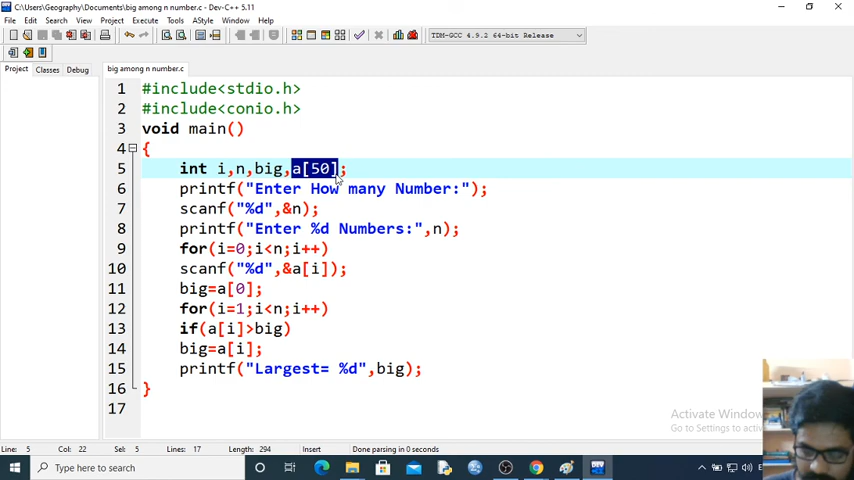 C:\Users\Geography\Documents\big among n number.c - Dev-C++ 5.11
File Edit Search View Project Execute Tools AStyle Window Help
TDM-GCC 4.9.2 64-bit Release
Project Classes Debug
big among n number.c
1 #include<stdio.h>
2 #include<conio.h>
3 void main()
4 {
5 int i,n,big,a[50];
6 printf("Enter How many Number:");
7 scanf("%d",&n);
8 printf("Enter %d Numbers:",n);
9 for(i=0;i<n;i++)
10 scanf("%d",&a[i]);
11 big=a[0];
12 for(i=1;i<n;i++)
13 if(a[i]>big)
14 big=a[i];
15 printf("Largest= %d",big);
16 }
17
Activate Window
Go to Settings to activ
Line: 5 Col: 22 Sel: 5 Lines: 17 Length: 294 Insert Done parsing in 0 seconds
Type here to search